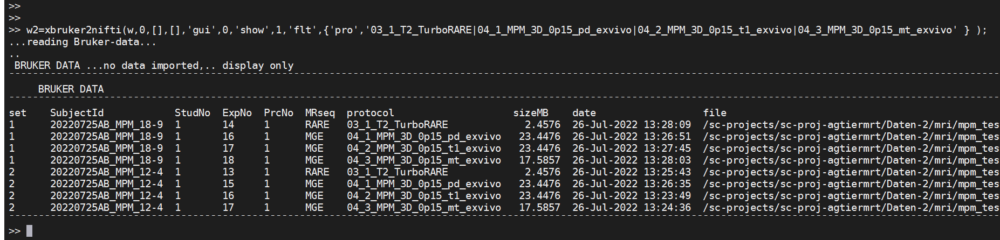 >>
>>
>> w2=xbruker2nifti(w,0,[],[],'gui',0,'show',1,'flt',{'pro','03_1_T2_TurboRARE|04_1_MPM_3D_0p15_pd_exvivo|04_2_MPM_3D_0p15_t1_exvivo|04_3_MPM_3D_0p15_mt_exvivo' } );
...reading Bruker-data...
..
BRUKER DATA ...no data imported,.. display only
BRUKER DATA
set SubjectId StudNo ExpNo PrcNo MRseq protocol sizeMB date file
1 20220725AB_MPM_18-9 1 14 1 RARE 03_1_T2_TurboRARE 2.4576 26-Jul-2022 13:28:09 /sc-projects/sc-proj-agtiermrt/Daten-2/mri/mpm_tes
1 20220725AB_MPM_18-9 1 16 1 MGE 04_1_MPM_3D_0p15_pd_exvivo 23.4476 26-Jul-2022 13:26:51 /sc-projects/sc-proj-agtiermrt/Daten-2/mri/mpm_tes
1 20220725AB_MPM_18-9 1 17 1 MGE 04_2_MPM_3D_0p15_t1_exvivo 23.4476 26-Jul-2022 13:27:45 /sc-projects/sc-proj-agtiermrt/Daten-2/mri/mpm_tes
1 20220725AB_MPM_18-9 1 18 1 MGE 04_3_MPM_3D_0p15_mt_exvivo 17.5857 26-Jul-2022 13:28:03 /sc-projects/sc-proj-agtiermrt/Daten-2/mri/mpm_tes
2 20220725AB_MPM_12-4 1 13 1 RARE 03_1_T2_TurboRARE 2.4576 26-Jul-2022 13:25:43 /sc-projects/sc-proj-agtiermrt/Daten-2/mri/mpm_tes
2 20220725AB_MPM_12-4 1 15 1 MGE 04_1_MPM_3D_0p15_pd_exvivo 23.4476 26-Jul-2022 13:26:35 /sc-projects/sc-proj-agtiermrt/Daten-2/mri/mpm_tes
2 20220725AB_MPM_12-4 1 16 1 MGE 04_2_MPM_3D_0p15_t1_exvivo 23.4476 26-Jul-2022 13:23:49 /sc-projects/sc-proj-agtiermrt/Daten-2/mri/mpm_tes
2 20220725AB_MPM_12-4 1 17 1 MGE 04_3_MPM_3D_0p15_mt_exvivo 17.5857 26-Jul-2022 13:24:36 /sc-projects/sc-proj-agtiermrt/Daten-2/mri/mpm_tes
>>